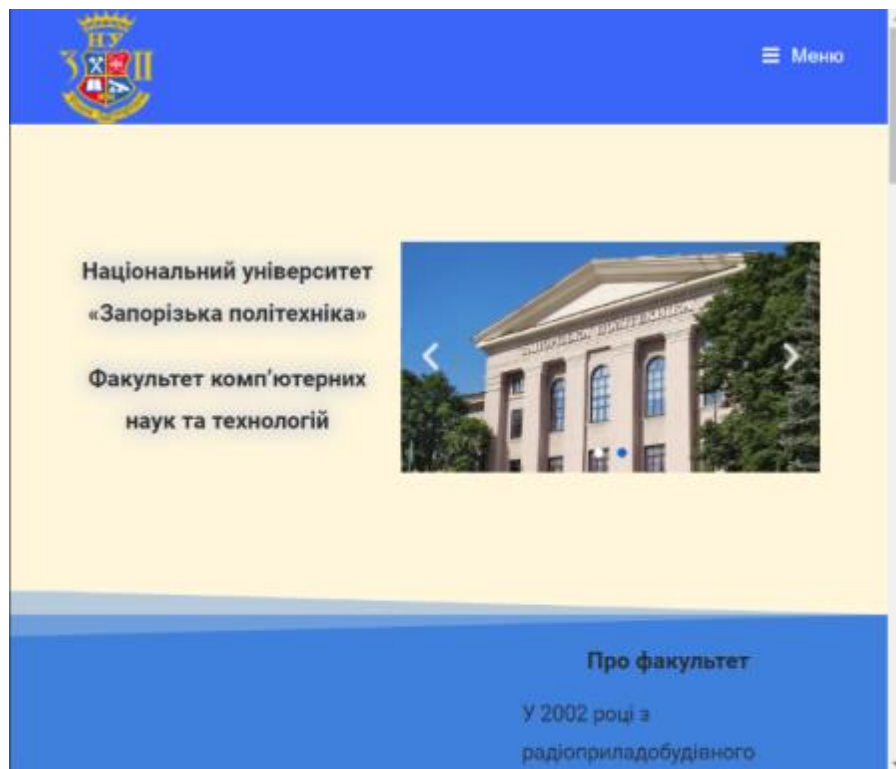 НУ
З П
Меню
Національний університет
«Запорізька політехніка»
Факультет комп'ютерних
наук та технологій
Про факультет
У 2002 році з
радіоприладобудівного